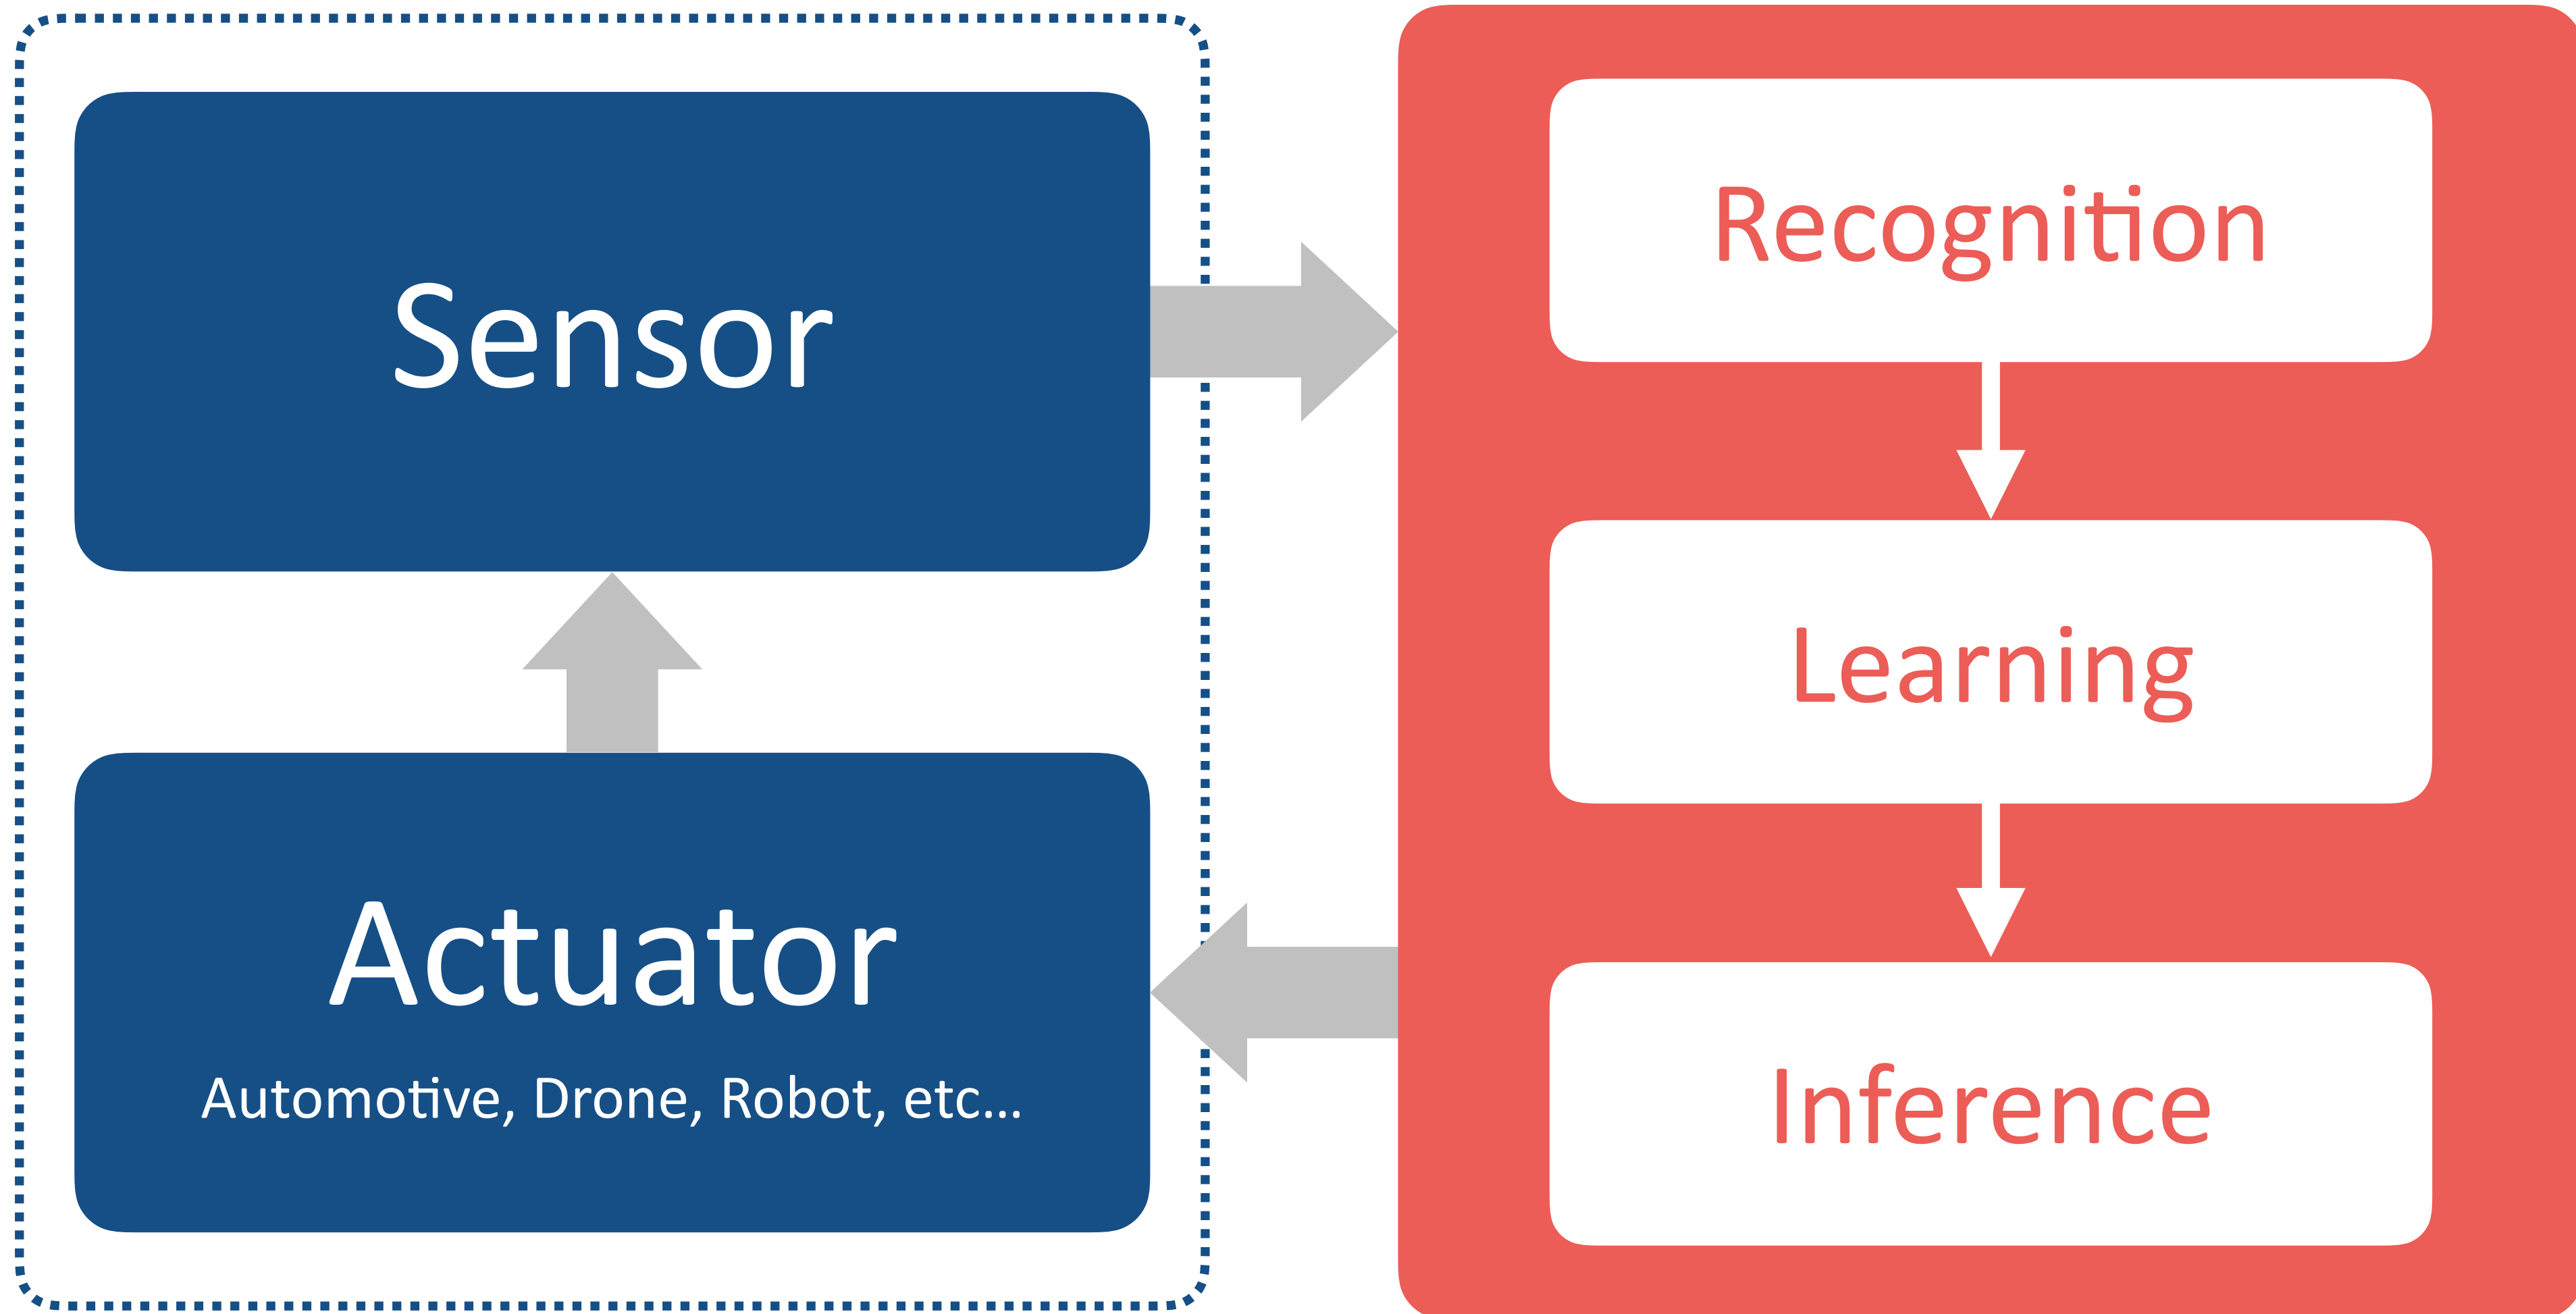 Sensor
Actuator
Automotive, Drone, Robot, etc...
Recognition
Learning
Inference